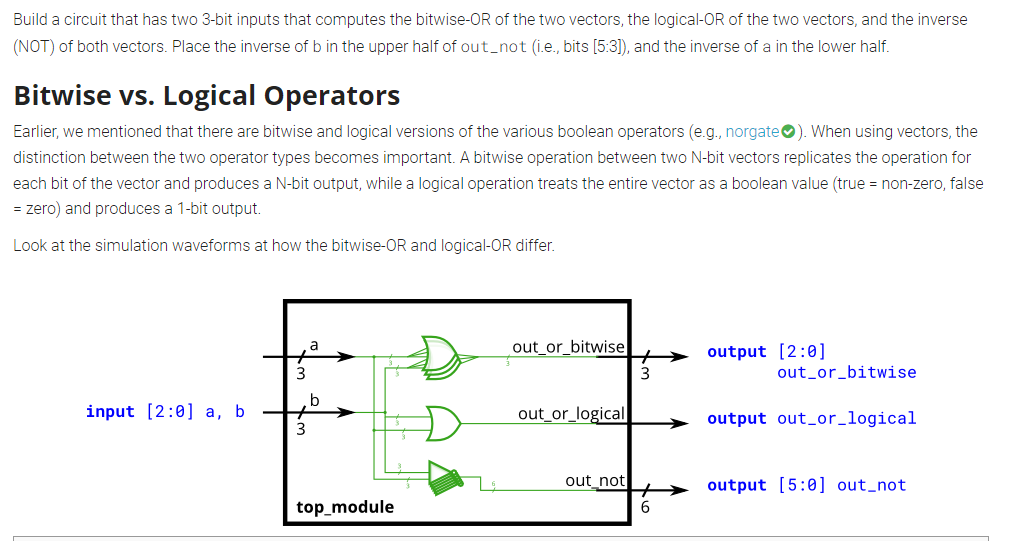 Build a circuit that has two 3-bit inputs that computes the bitwise-OR of the two vectors, the logical-OR of the two vectors, and the inverse
(NOT) of both vectors. Place the inverse of b in the upper half of out_not (i.e., bits [5:3]), and the inverse of a in the lower half.
Bitwise vs. Logical Operators
Earlier, we mentioned that there are bitwise and logical versions of the various boolean operators (e.g., norgate). When using vectors, the
distinction between the two operator types becomes important. A bitwise operation between two N-bit vectors replicates the operation for
each bit of the vector and produces a N-bit output, while a logical operation treats the entire vector as a boolean value (true = non-zero, false
= zero) and produces a 1-bit output.
Look at the simulation waveforms at how the bitwise-OR and logical-OR differ.
a
3
b
3
input [2:0] a, b
3
3
3
3
3
3
3
6
out_or_bitwise
3
output [2:0]
out_or_bitwise
out_or_logical
output out_or_logical
out_not
6
output [5:0] out_not
top_module